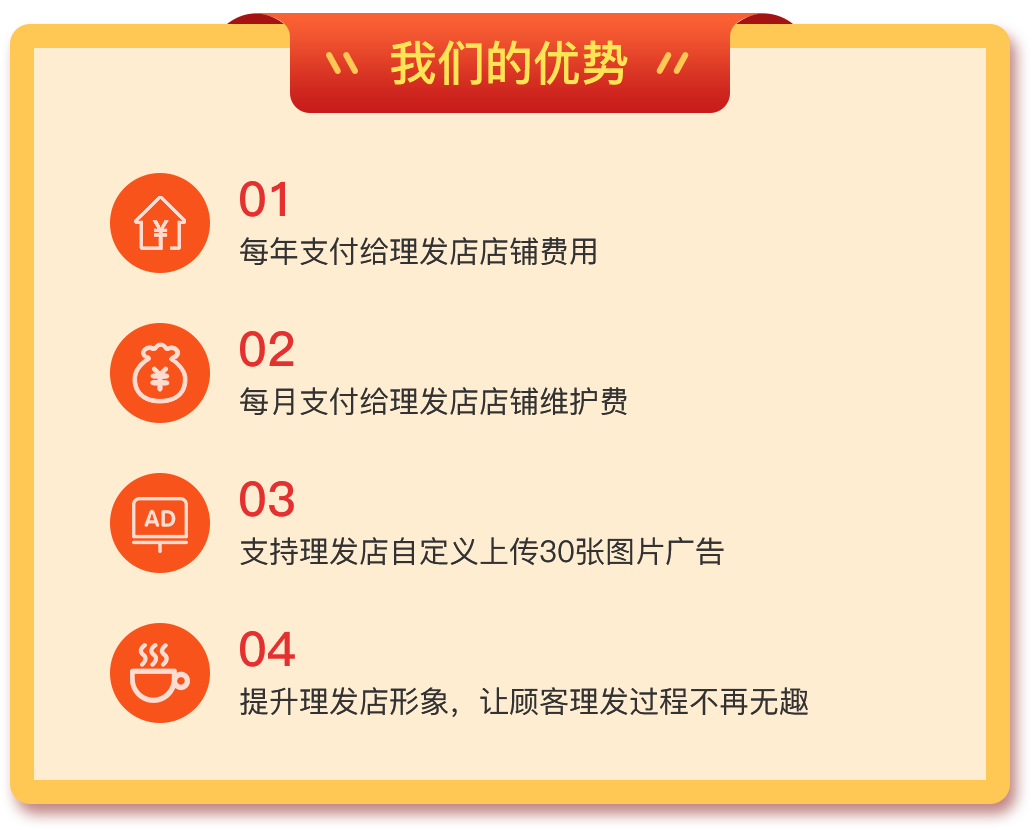 我们的优势
01
¥
每年支付给理发店店铺费用
02
¥
每月支付给理发店店铺维护费
03
AD
支持理发店自定义上传30张图片广告
04
提升理发店形象，让顾客理发过程不再无趣